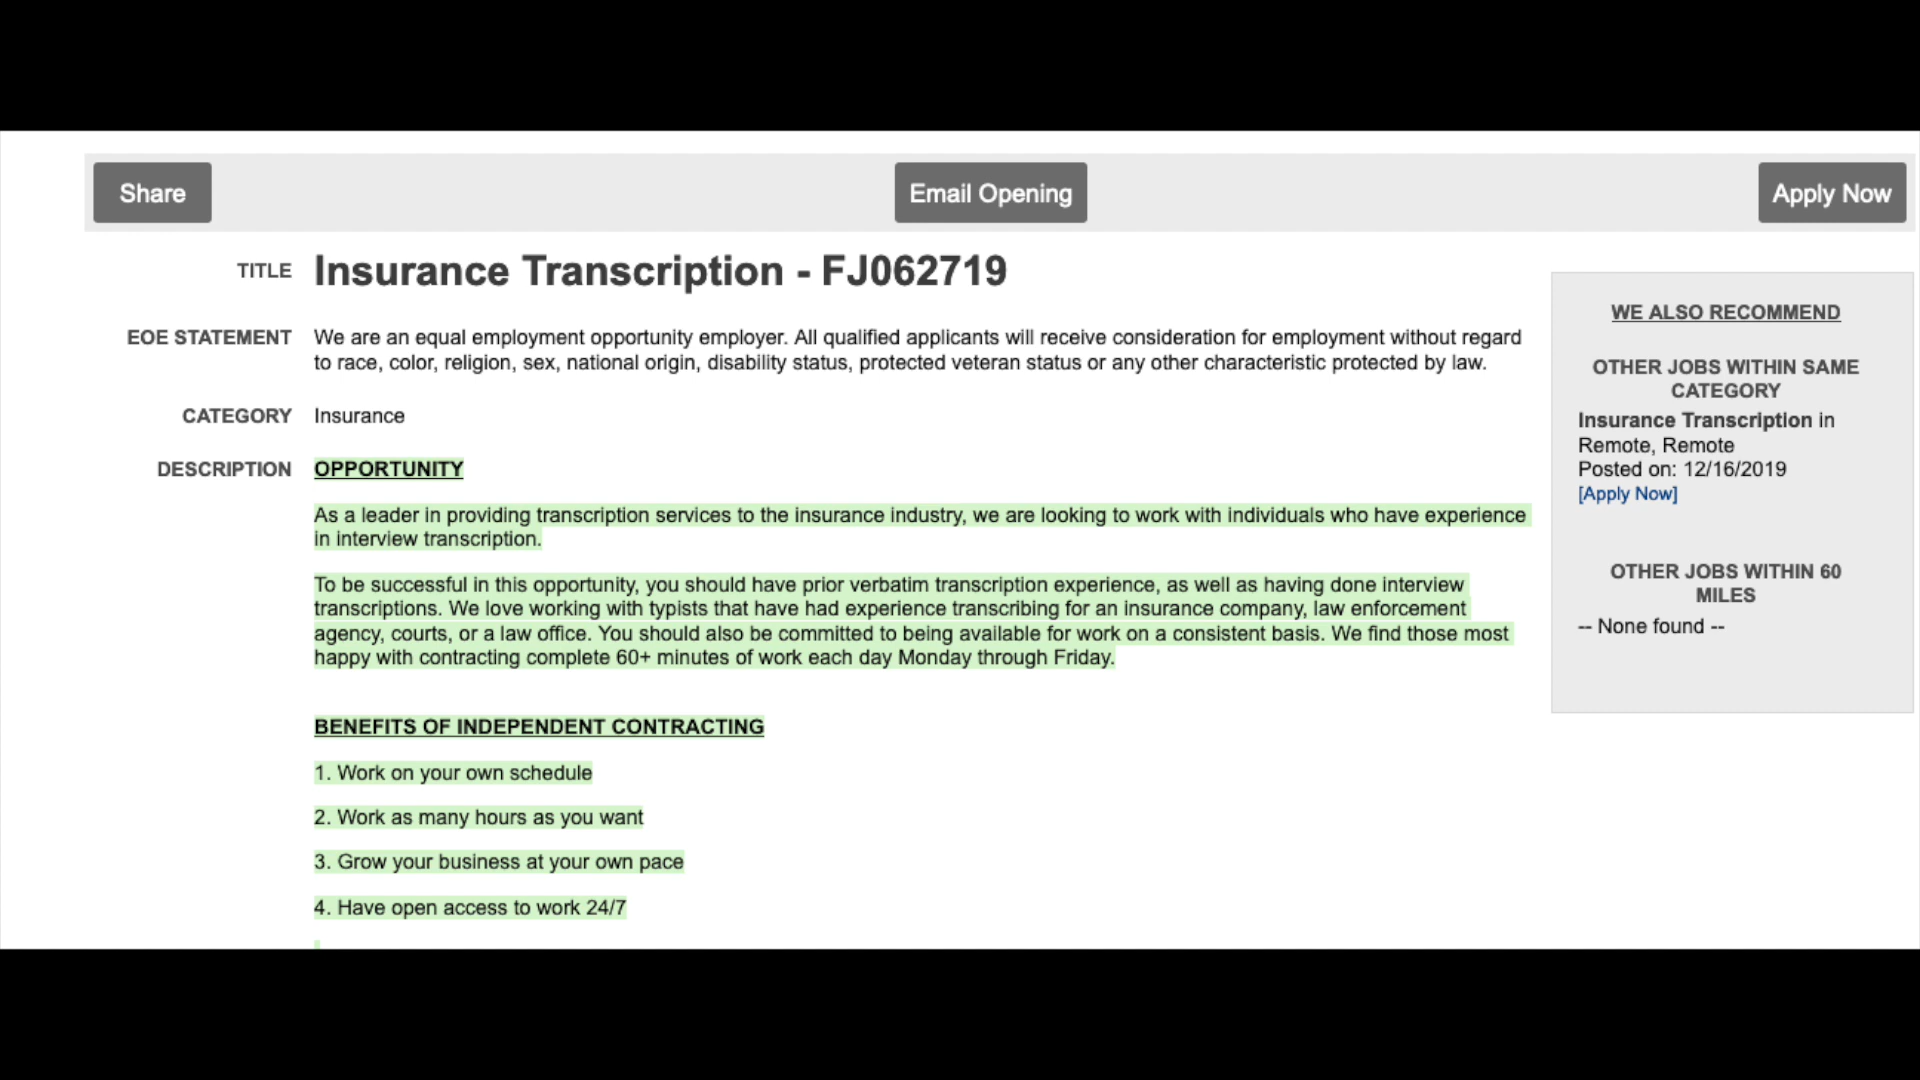 Share
Email Opening
Apply Now
TITLE
Insurance Transcription - FJ062719
EOE STATEMENT
We are an equal employment opportunity employer. All qualified applicants will receive consideration for employment without regard
to race, color, religion, sex, national origin, disability status, protected veteran status or any other characteristic protected by law.
CATEGORY
Insurance
DESCRIPTION
OPPORTUNITY
As a leader in providing transcription services to the insurance industry, we are looking to work with individuals who have experience
in interview transcription.
To be successful in this opportunity, you should have prior verbatim transcription experience, as well as having done interview
transcriptions. We love working with typists that have had experience transcribing for an insurance company, law enforcement
agency, courts, or a law office. You should also be committed to being available for work on a consistent basis. We find those most
happy with contracting complete 60+ minutes of work each day Monday through Friday.
BENEFITS OF INDEPENDENT CONTRACTING
1. Work on your own schedule
2. Work as many hours as you want
3. Grow your business at your own pace
4. Have open access to work 24/7
WE ALSO RECOMMEND
OTHER JOBS WITHIN SAME
CATEGORY
Insurance Transcription in
Remote, Remote
Posted on: 12/16/2019
[Apply Now]
OTHER JOBS WITHIN 60
MILES
-- None found --